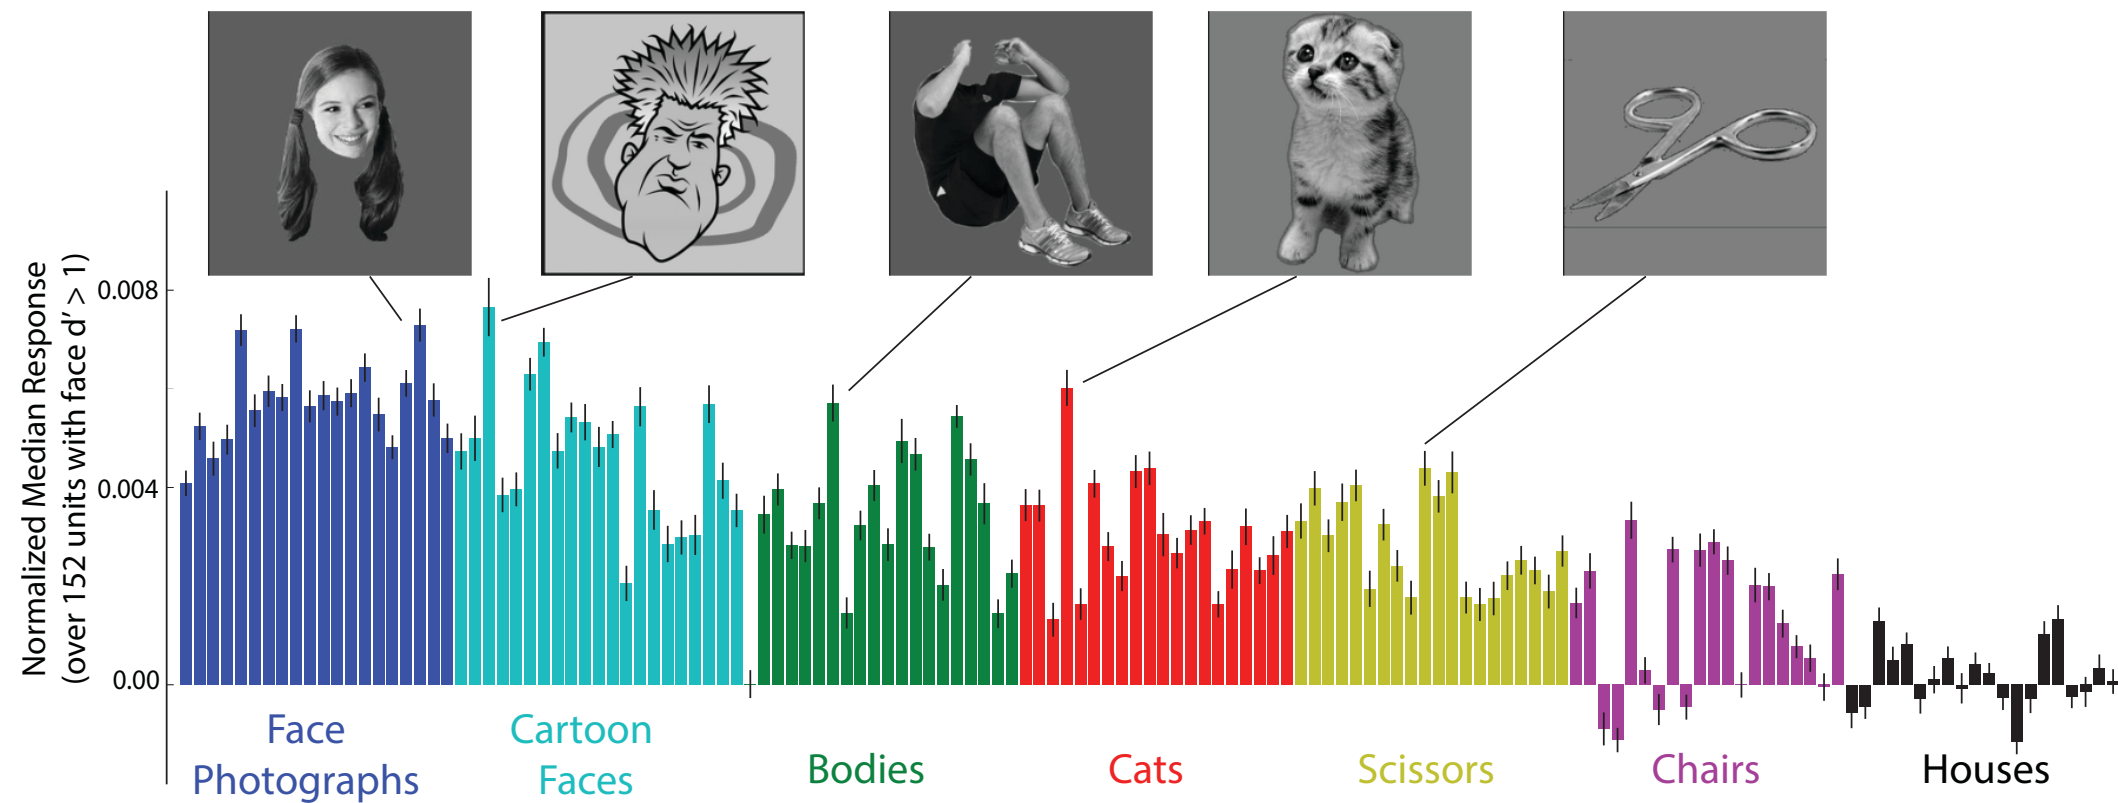 Normalized Median Response
(over 152 units with face d′ > 1)
0.008
0.004
0.00
Face
Photographs
Cartoon
Faces
Bodies
Cats
Scissors
Chairs
Houses